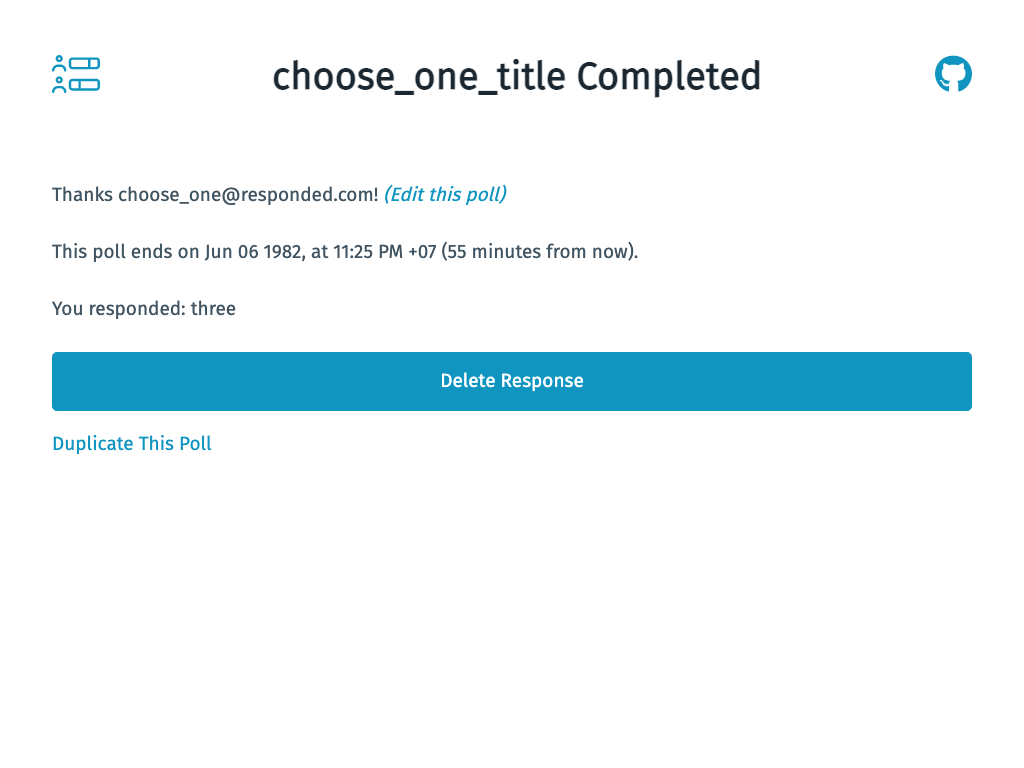 choose_one_title Completed
Thanks choose_one@responded.com! (Edit this poll)
This poll ends on Jun 06 1982, at 11:25 PM +07 (55 minutes from now).
You responded: three
Delete Response
Duplicate This Poll